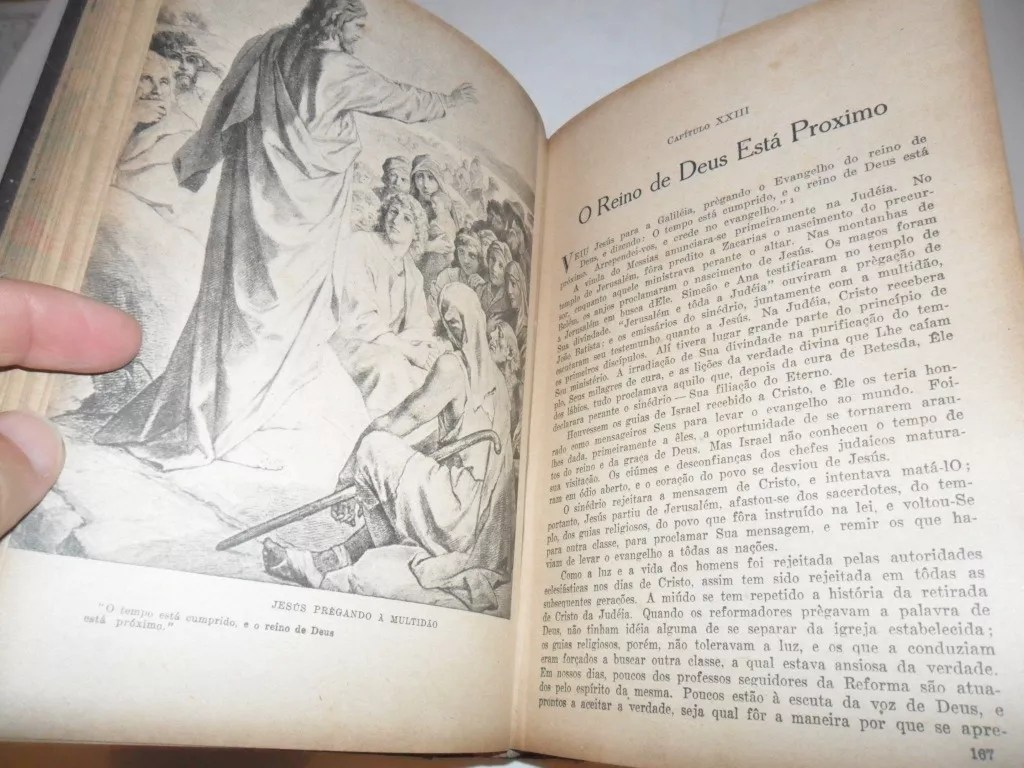 JESÚS PRÈGANDO À MULTIDÃO
"O tempo está cumprido, e o reino de Deus
está próximo."
CAPÍTULO XXIII
O Reino de Deus Está Proximo
VEIU Jesús para a Galiléia, prègando o Evangelho do reino de
Deus, e dizendo: O tempo está cumprido, e o reino de Deus está
próximo. Arrependei-vos, e crede no evangelho." 1
A vinda do Messias anunciara-se primeiramente na Judéia. No
templo de Jerusalém, fôra predito a Zacarias o nascimento do precur-
sor, enquanto aquele ministrava perante o altar. Nas montanhas de
Belém, os anjos proclamaram o nascimento de Jesús. Os magos foram
a Jerusalém em busca dÊle. Simeão e Ana testificaram no templo de
Sua divindade. "Jerusalém e tôda a Judéia" ouviram a prègação de
João Batista; e os emissários do sinédrio, juntamente com a multidão,
escutaram seu testemunho quanto a Jesús. Na Judéia, Cristo recebera
os primeiros discípulos. Alí tivera lugar grande parte do princípio de
Seu ministério. A irradiação de Sua divindade na purificação do tem-
plo, Seus milagres de cura, e as lições da verdade divina que Lhe caíam
dos lábios, tudo proclamava aquilo que, depois da cura de Betesda, Êle
declarara perante o sinédrio — Sua filiação do Eterno.
Houvessem os guias de Israel recebido a Cristo, e Êle os teria hon-
rado como mensageiros Seus para levar o evangelho ao mundo. Foi-
lhes dada, primeiramente a êles, a oportunidade de se tornarem arau-
tos do reino e da graça de Deus. Mas Israel não conheceu o tempo de
sua visitação. Os ciúmes e desconfianças dos chefes judaicos matura-
ram em ódio aberto, e o coração do povo se desviou de Jesús.
O sinédrio rejeitara a mensagem de Cristo, e intentava matá-lO;
portanto, Jesús partiu de Jerusalém, afastou-se dos sacerdotes, do tem-
plo, dos guias religiosos, do povo que fôra instruído na lei, e voltou-Se
para outra classe, para proclamar Sua mensagem, e remir os que ha-
viam de levar o evangelho a tôdas as nações.
Como a luz e a vida dos homens foi rejeitada pelas autoridades
eclesiásticas nos dias de Cristo, assim tem sido rejeitada em tôdas as
subsequentes gerações. A miúdo se tem repetido a história da retirada
de Cristo da Judéia. Quando os reformadores prègavam a palavra de
Deus, não tinham idéia alguma de se separar da igreja estabelecida;
os guias religiosos, porém, não toleravam a luz, e os que a conduziam
eram forçados a buscar outra classe, a qual estava ansiosa da verdade.
Em nossos dias, poucos dos professos seguidores da Reforma são atua-
dos pelo espírito da mesma. Poucos estão à escuta da voz de Deus, e
prontos a aceitar a verdade, seja qual fôr a maneira por que se apre-
167